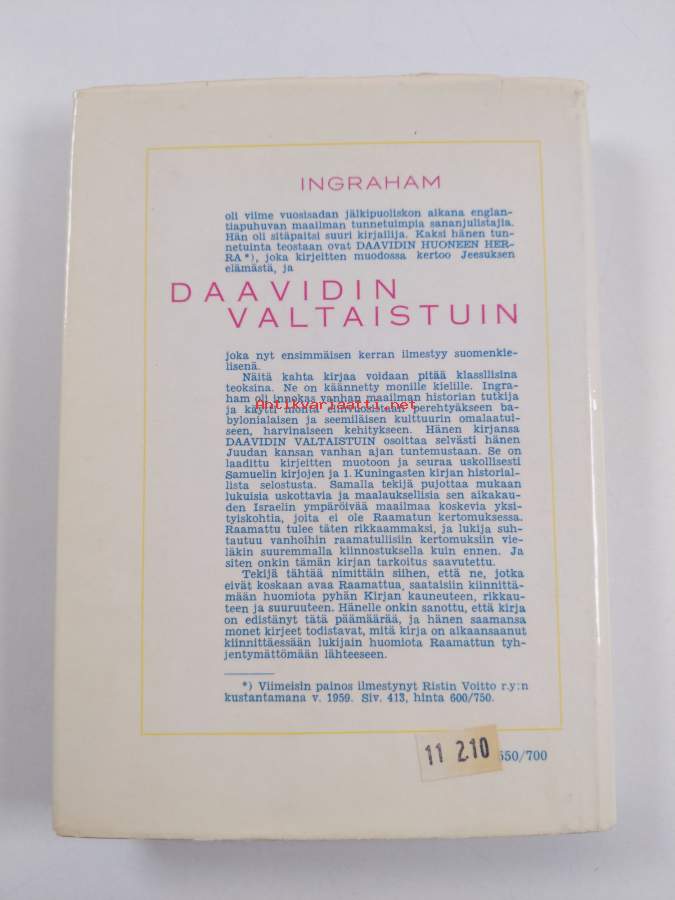 INGRAHAM
oli viime vuosisadan jälkipuoliskon aikana englan-
tiapuhuvan maailman tunnetuimpia sananjulistajia.
Hän oli sitäpaitsi suuri kirjailija. Kaksi hänen tun-
netuinta teostaan ovat DAAVIDIN HUONEEN HER-
RA*), joka kirjeitten muodossa kertoo Jeesuksen
elämästä, ja
DAAVIDIN
VALTAISTUIN
joka nyt ensimmäisen kerran ilmestyy suomenkie-
lisenä.
Näitä kahta kirjaa voidaan pitää klassllisina
teoksina. Ne on käännetty monille kielille. Ingra-
ham oli innokas vanhan maailman historian tutkija
Antikvariaatti.net
ja käytti monta elinvuosistaan perehtyäkseen ba-
bylonialaisen ja seemiläisen kulttuurin omalaatui-
seen, harvinaiseen kehitykseen. Hänen kirjansa
DAAVIDIN VALTAISTUIN osoittaa selvästi hänen
Juudan kansan vanhan ajan tuntemustaan. Se on
laadittu kirjeitten muotoon ja seuraa uskollisesti
Samuelin kirjojen ja 1. Kuningasten kirjan historial-
lista selostusta. Samalla tekijä pujottaa mukaan
lukuisia uskottavia ja maalauksellisia sen aikakau-
den Israelin ympäröivää maailmaa koskevia yksi-
tyiskohtia, joita ei ole Raamatun kertomuksessa.
Raamattu tulee täten rikkaammaksi, ja lukija suh-
tautuu vanhoihin raamatullisiin kertomuksiin vie-
läkin suuremmalla kiinnostuksella kuin ennen. Ja
siten onkin tämän kirjan tarkoitus saavutettu.
Tekijä tähtää nimittäin siihen, että ne, jotka
eivät koskaan avaa Raamattua, saataisiin kiinnittä-
mään huomiota pyhän Kirjan kauneuteen, rikkau-
teen ja suuruuteen. Hänelle onkin sanottu, että kirja
on edistänyt tätä päämäärää, ja hänen saamansa
monet kirjeet todistavat, mitä kirja on aikaansaanut
kiinnittäessään lukijain huomiota Raamattun tyh-
jentymättömään lähteeseen.
*) Viimeisin painos ilmestynyt Ristin Voitto r.y:n
kustantamana v. 1959. Siv. 413, hinta 600/750.
11 210
550/700